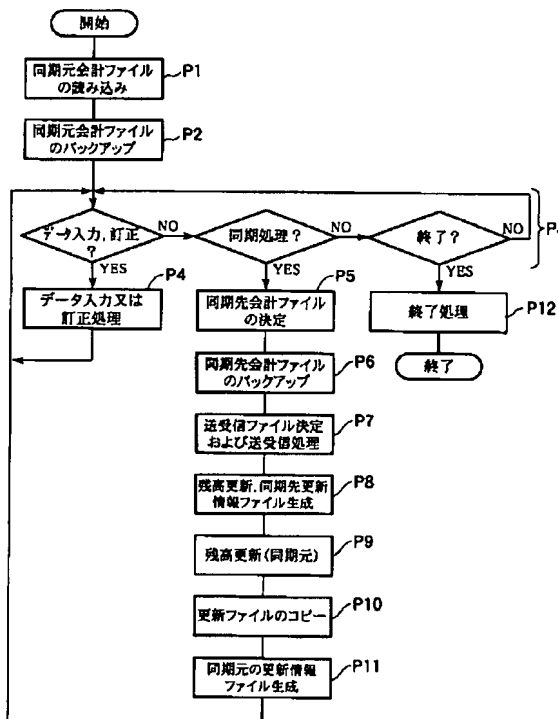 開始
同期元会計ファイル
の読み込み
P1
同期元会計ファイル
のバックアップ
P2
データ入力,訂正
?
NO
YES
同期処理?
NO
YES
終了?
NO
YES
P4
データ入力又は
訂正処理
P5
同期先会計ファイル
の決定
終了処理
P12
終了
同期先会計ファイル
のバックアップ
P6
送受信ファイル決定
および送受信処理
P7
残高更新,同期先更新
情報ファイル生成
P8
残高更新(同期元)
P9
更新ファイルのコピー
P10
同期元の更新情報
ファイル生成
P11